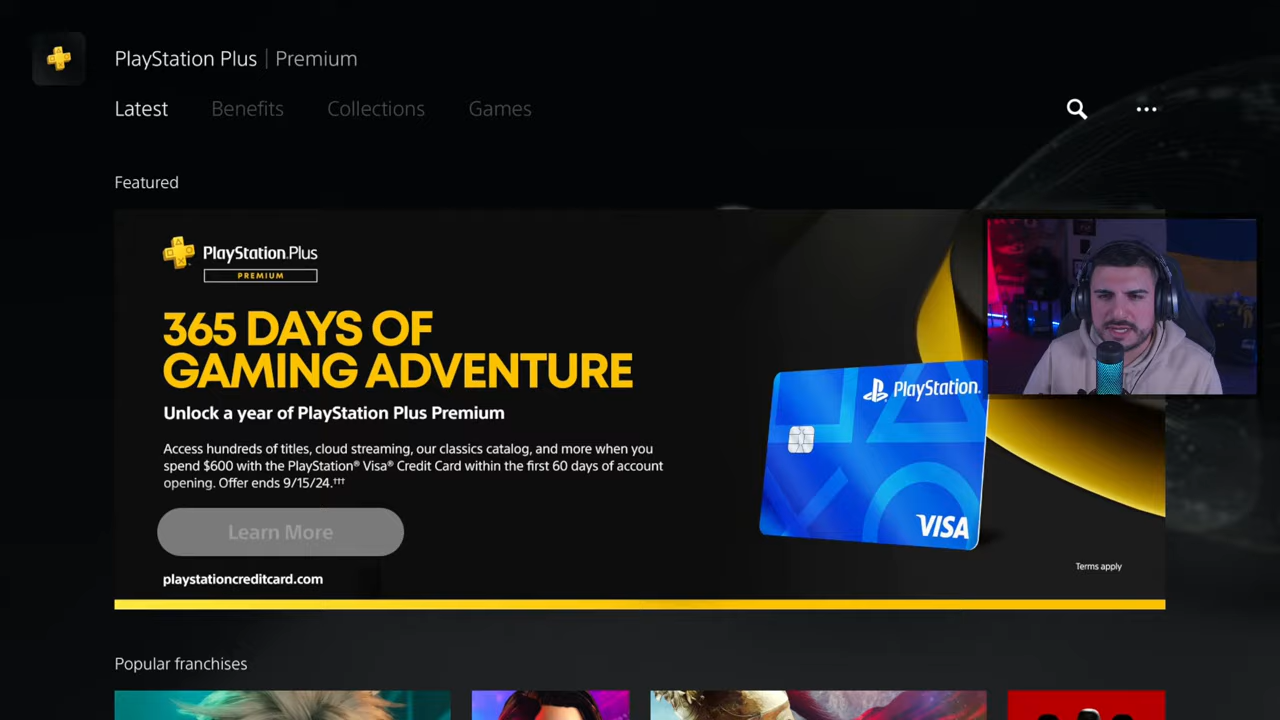 PlayStation Plus | Premium
Latest Benefits Collections Games
Featured
PlayStation Plus
PREMIUM
365 DAYS OF
GAMING ADVENTURE
Unlock a year of PlayStation Plus Premium
Access hundreds of titles, cloud streaming, our classics catalog, and more when you
spend $600 with the PlayStation® Visa® Credit Card within the first 60 days of account
opening. Offer ends 9/15/24.†††
Learn More
playstationcreditcard.com
PlayStation.
VISA
Terms apply
Popular franchises